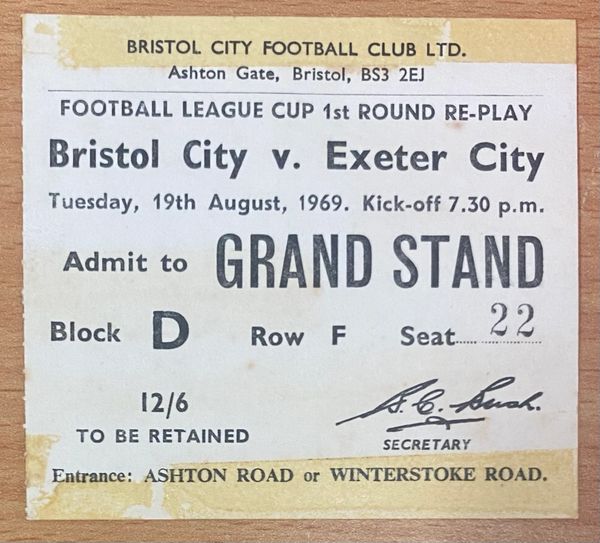 BRISTOL CITY FOOTBALL CLUB LTD.
Ashton Gate, Bristol, BS3 2EJ
FOOTBALL LEAGUE CUP 1st ROUND RE-PLAY
Bristol City v. Exeter City
Tuesday, 19th August, 1969. Kick-off 7.30 p.m.
Admit to GRAND STAND
Block D Row F Seat 22
12/6
TO BE RETAINED
SECRETARY
Entrance: ASHTON ROAD or WINTERSTOKE ROAD.